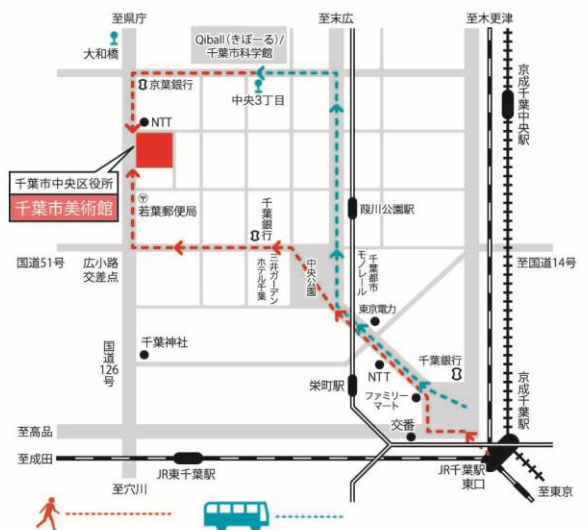 至県庁
至末広
至木更津
大和橋
Qiball(きぼーる)/
千葉市科学館
京葉銀行
中央3丁目
京成千葉中央駅
NTT
千葉市中央区役所
千葉市美術館
〒
若葉郵便局
千葉銀行
葭川公園駅
国道51号
広小路
交差点
三井ガーデン
ホテル千葉
中央公園
千葉都市
モノレール
至国道14号
東京電力
国道
126号
千葉神社
千葉銀行
NTT
栄町駅
ファミリー
マート
京成千葉駅
至高品
交番
至成田
JR東千葉駅
JR千葉駅
東口
至穴川
至東京